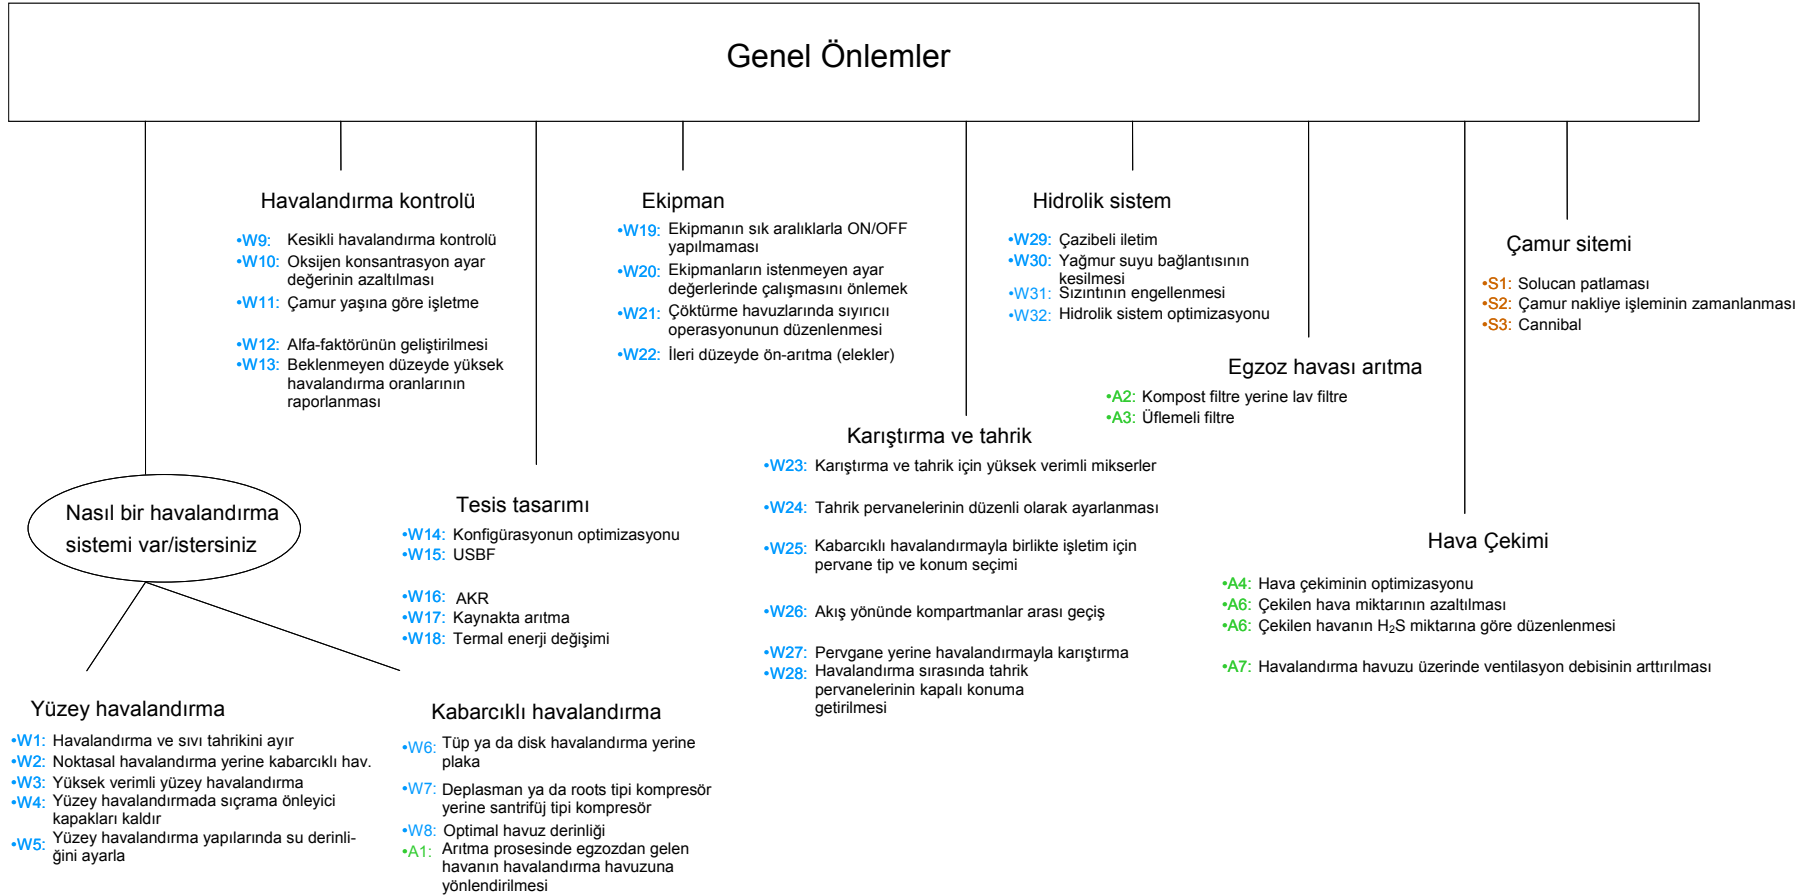 Genel Önlemler
Havalandırma kontrolü
•W9: Kesikli havalandırma kontrolü
•W10: Oksijen konsantrasyon ayar
değerinin azaltılması
•W11: Çamur yaşına göre işletme
•W12: Alfa-faktörünün geliştirilmesi
•W13: Beklenmeyen düzeyde yüksek
havalandırma oranlarının
raporlanması
Ekipman
•W19: Ekipmanın sık aralıklarla ON/OFF
yapılmaması
•W20: Ekipmanların istenmeyen ayar
değerlerinde çalışmasını önlemek
•W21: Çöktürme havuzlarında sıyırıcıı
operasyonunun düzenlenmesi
•W22: İleri düzeyde ön-arıtma (elekler)
Hidrolik sistem
•W29: Çazibeli iletim
•W30: Yağmur suyu bağlantısının
kesilmesi
•W31: Sızıntının engellenmesi
•W32: Hidrolik sistem optimizasyonu
Çamur sitemi
•S1: Solucan patlaması
•S2: Çamur nakliye işleminin zamanlanması
•S3: Cannibal
Egzoz havası arıtma
•A2: Kompost filtre yerine lav filtre
•A3: Üflemeli filtre
Karıştırma ve tahrik
•W23: Karıştırma ve tahrik için yüksek verimli mikserler
•W24: Tahrik pervanelerinin düzenli olarak ayarlanması
•W25: Kabarcıklı havalandırmayla birlikte işletim için
pervane tip ve konum seçimi
•W26: Akış yönünde kompartmanlar arası geçiş
•W27: Pervgane yerine havalandırmayla karıştırma
•W28: Havalandırma sırasında tahrik
pervanelerinin kapalı konuma
getirilmesi
Nasıl bir havalandırma
sistemi var/istersiniz
Tesis tasarımı
•W14: Konfigürasyonun optimizasyonu
•W15: USBF
•W16: AKR
•W17: Kaynakta arıtma
•W18: Termal enerji değişimi
Hava Çekimi
•A4: Hava çekiminin optimizasyonu
•A6: Çekilen hava miktarının azaltılması
•A6: Çekilen havanın H₂S miktarına göre düzenlenmesi
•A7: Havalandırma havuzu üzerinde ventilasyon debisinin arttırılması
Yüzey havalandırma
•W1: Havalandırma ve sıvı tahrikini ayır
•W2: Noktasal havalandırma yerine kabarcıklı hav.
•W3: Yüksek verimli yüzey havalandırma
•W4: Yüzey havalandırmada sıçrama önleyici
kapakları kaldır
•W5: Yüzey havalandırma yapılarında su derinli-
ğini ayarla
Kabarcıklı havalandırma
•W6: Tüp ya da disk havalandırma yerine
plaka
•W7: Deplasman ya da roots tipi kompresör
yerine santrifüj tipi kompresör
•W8: Optimal havuz derinliği
•A1: Arıtma prosesinde egzozdan gelen
havanın havalandırma havuzuna
yönlendirilmesi